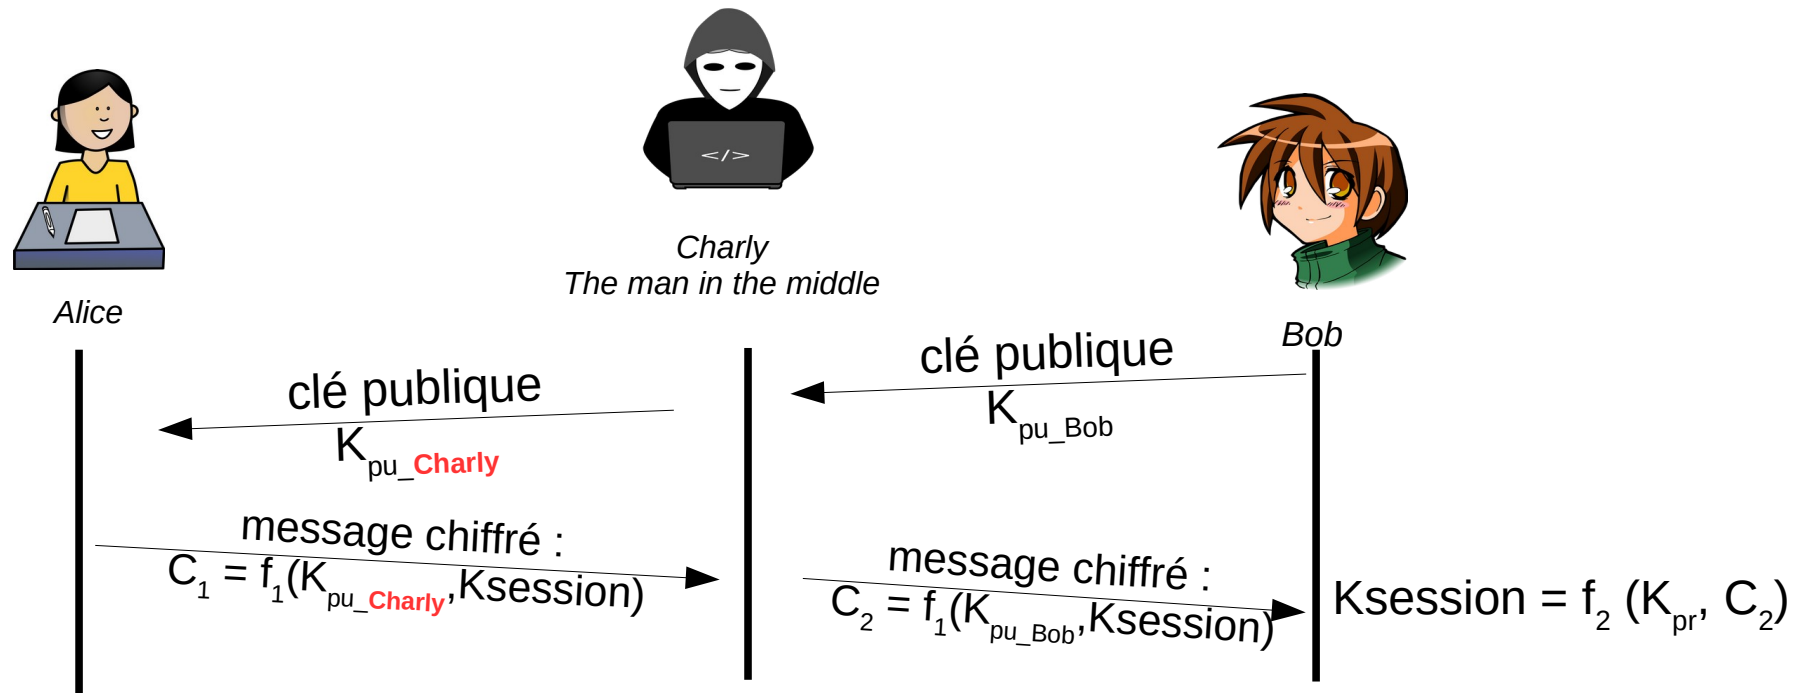 </>
Charly
The man in the middle
Alice
Bob
clé publique
K pu_Bob
clé publique
K pu_Charly
message chiffré :
C1 = f1(Kpu_Charly,Ksession)
message chiffré :
C2 = f1(Kpu_Bob,Ksession)
Ksession = f2 (Kpr, C2)